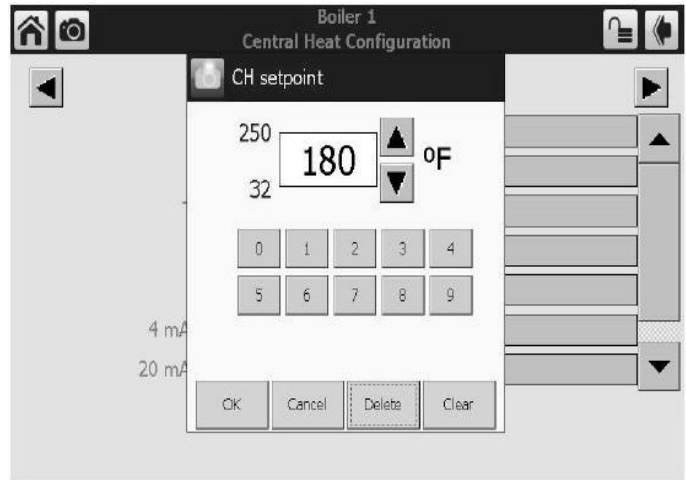 Boiler 1
Central Heat Configuration
CH setpoint
250
180
°F
32
0 1 2 3 4
5 6 7 8 9
4 mA
20 mA
OK Cancel Delete Clear